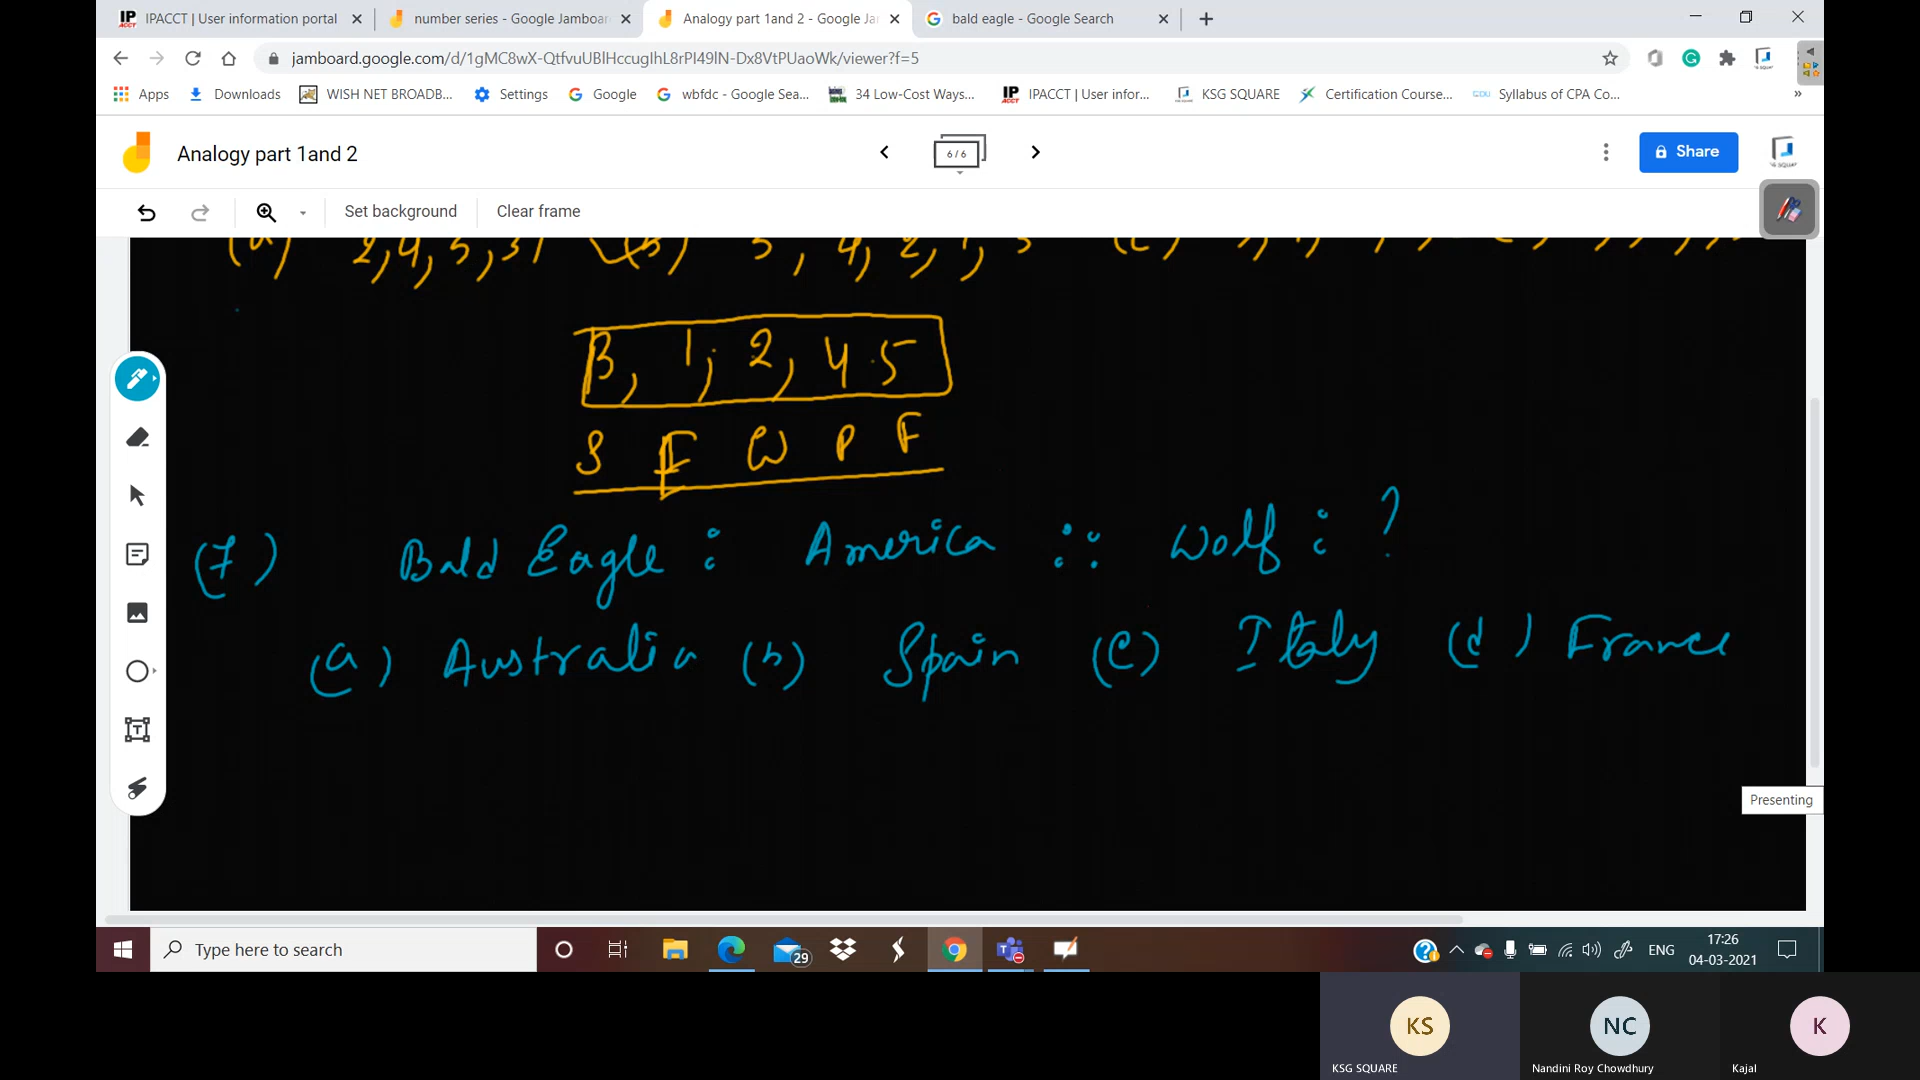 IPACCT | User information portal
number series - Google Jamboar
Analogy part 1and 2 - Google Ja
bald eagle - Google Search
jamboard.google.com/d/1gMC8wX-QtfvuUBlHccugIhL8rPI49lN-Dx8VtPUaoWk/viewer?f=5
Apps Downloads WISH NET BROADB... Settings Google wbfdc - Google Sea... 34 Low-Cost Ways... IPACCT | User infor... KSG SQUARE Certification Course... Syllabus of CPA Co... »
Analogy part 1and 2
6 / 6
Share
Set background Clear frame
3, 1, 2, 4 5
S F W P F
(7) Bald Eagle : America :: Wolf : ?
(a) Australia (b) Spain (c) Italy (d) France
Presenting
Type here to search
29
ENG
17:26
04-03-2021
KS NC K
KSG SQUARE Nandini Roy Chowdhury Kajal